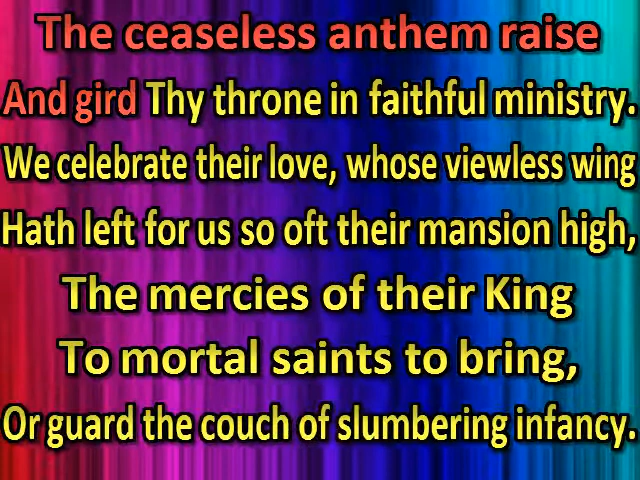 The ceaseless anthem raise
And gird Thy throne in faithful ministry.
We celebrate their love, whose viewless wing
Hath left for us so oft their mansion high,
The mercies of their King
To mortal saints to bring,
Or guard the couch of slumbering infancy.